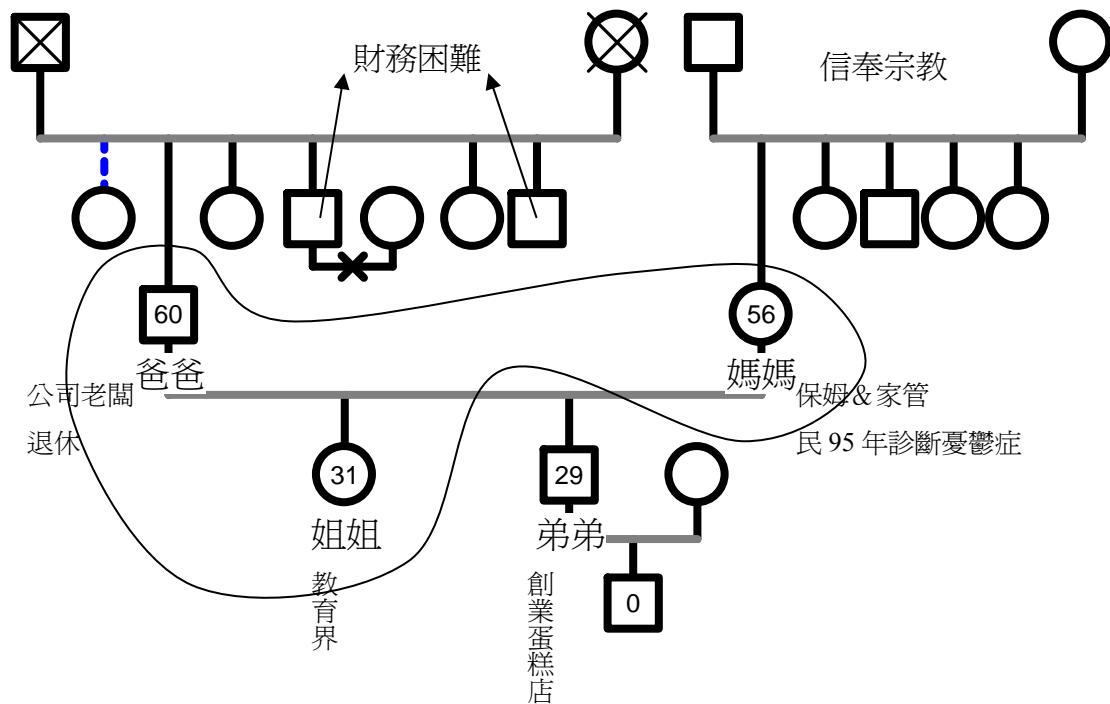 財務困難
信奉宗教
60
56
爸爸
媽媽
公司老闆
保姆＆家管
退休
民 95 年診斷憂鬱症
31
29
姐姐
弟弟
教育界
創業蛋糕店
0